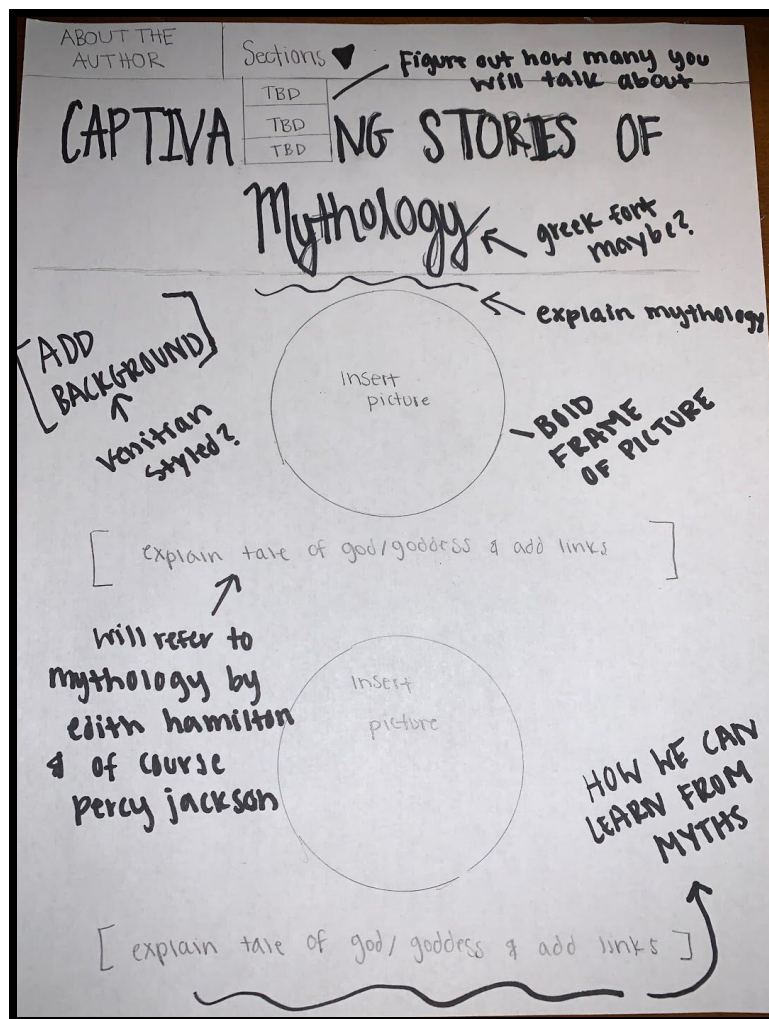 ABOUT THE
AUTHOR
Sections ▼
Figure out how many you
will talk about
TBD
TBD
TBD
CAPTIVA NG STORIES OF
Mythology
greek font
maybe?
explain mythology
[ADD
BACKGROUND]
venitian
styled?
Insert
picture
BOLD
FRAME
OF PICTURE
[explain tale of god/goddess & add links]
will refer to
mythology by
edith hamilton
& of course
percy jackson
Insert
picture
HOW WE CAN
LEARN FROM
MYTHS
[explain tale of god/goddess & add links]